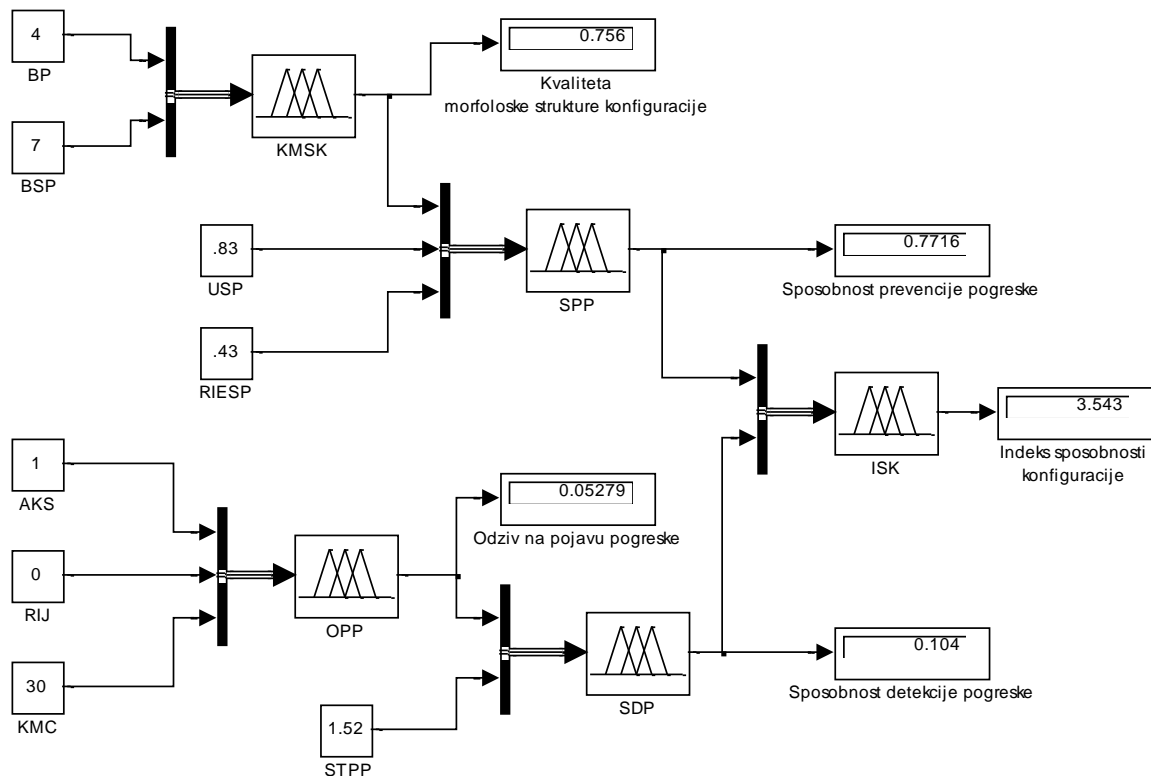 4
BP
7
BSP
KMSK
0.756
Kvaliteta
morfoloske strukture konfiguracije
.83
USP
.43
RIESP
SPP
0.7716
Sposobnost prevencije pogreske
ISK
3.543
Indeks sposobnosti
konfiguracije
1
AKS
0
RIJ
30
KMC
OPP
0.05279
Odziv na pojavu pogreske
1.52
STPP
SDP
0.104
Sposobnost detekcije pogreske